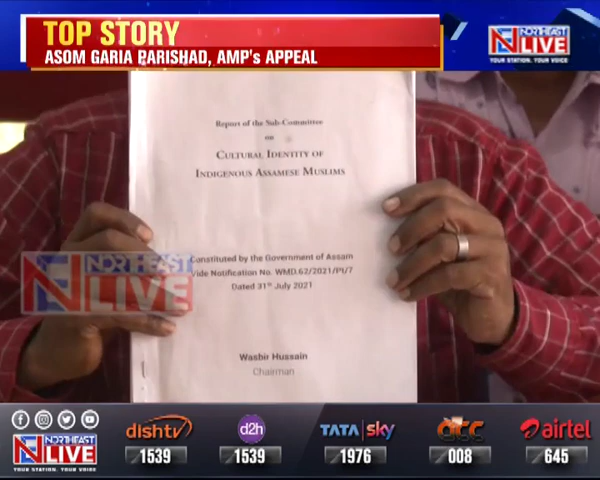 TOP STORY
ASOM GARIA PARISHAD, AMP's APPEAL
NORTHEAST
LIVE
YOUR STATION. YOUR VOICE
Report of the Sub-Committee
on
CULTURAL IDENTITY OF
INDIGENOUS ASSAMESE MUSLIMS
Constituted by the Government of Assam
Vide Notification No. WMD.62/2021/Pt/7
Dated 31st July 2021
NORTHEAST
LIVE
Wasbir Hussain
Chairman
NORTHEAST
LIVE
YOUR STATION. YOUR VOICE
dishtv
1539
d2h
1539
TATA sky
1976
GTC
008
airtel
645